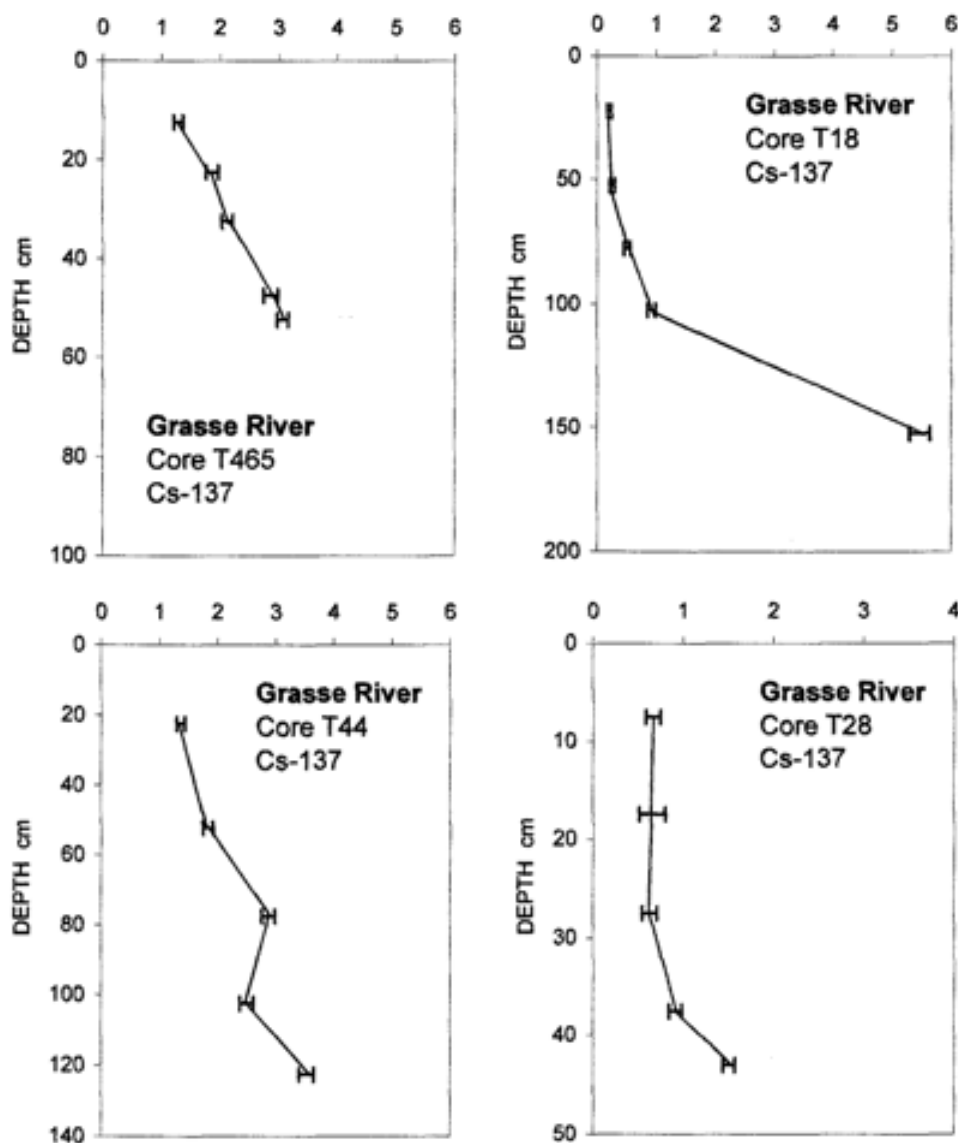 0 1 2 3 4 5 6
0
20
40
60
80
100
DEPTH cm
Grasse River
Core T465
Cs-137
0 1 2 3 4 5 6
0
50
100
150
200
DEPTH cm
Grasse River
Core T18
Cs-137
0 1 2 3 4 5 6
0
20
40
60
80
100
120
140
DEPTH cm
Grasse River
Core T44
Cs-137
0 1 2 3 4
0
10
20
30
40
50
DEPTH cm
Grasse River
Core T28
Cs-137